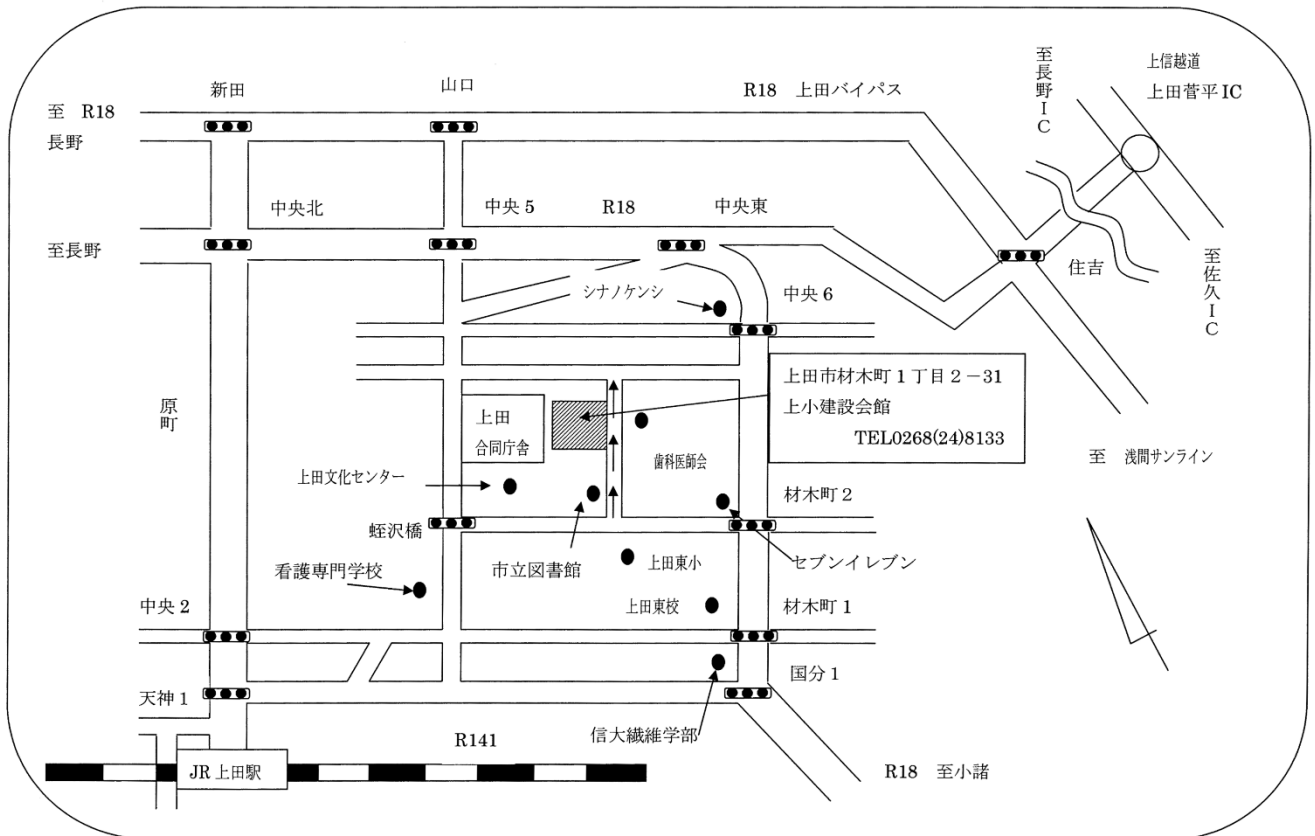 新田
山口
R18 上田バイパス
至長野IC
上信越道
上田菅平IC
至 R18
長野
中央北
中央5
R18
中央東
至長野
住吉
至佐久IC
シナノケンシ
中央6
原町
上田
合同庁舎
上田市材木町1丁目2-31
上小建設会館
TEL0268(24)8133
歯科医師会
至 浅間サンライン
上田文化センター
材木町2
蛭沢橋
セブンイレブン
看護専門学校
市立図書館
上田東小
中央2
上田東校
材木町1
天神1
国分1
R141
信大繊維学部
JR上田駅
R18 至小諸